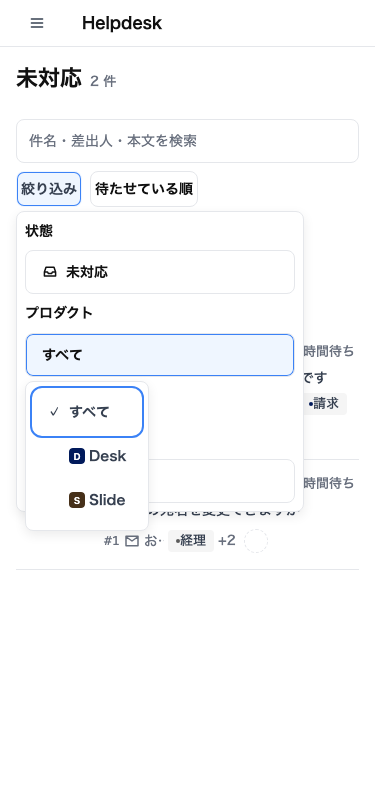 Helpdesk
未対応 2 件
件名・差出人・本文を検索
絞り込み 待たせている順
状態
未対応
プロダクト
すべて
時間待ち
です
•請求
✓ すべて
D Desk
時間待ち
S Slide
#1 お· •経理 +2